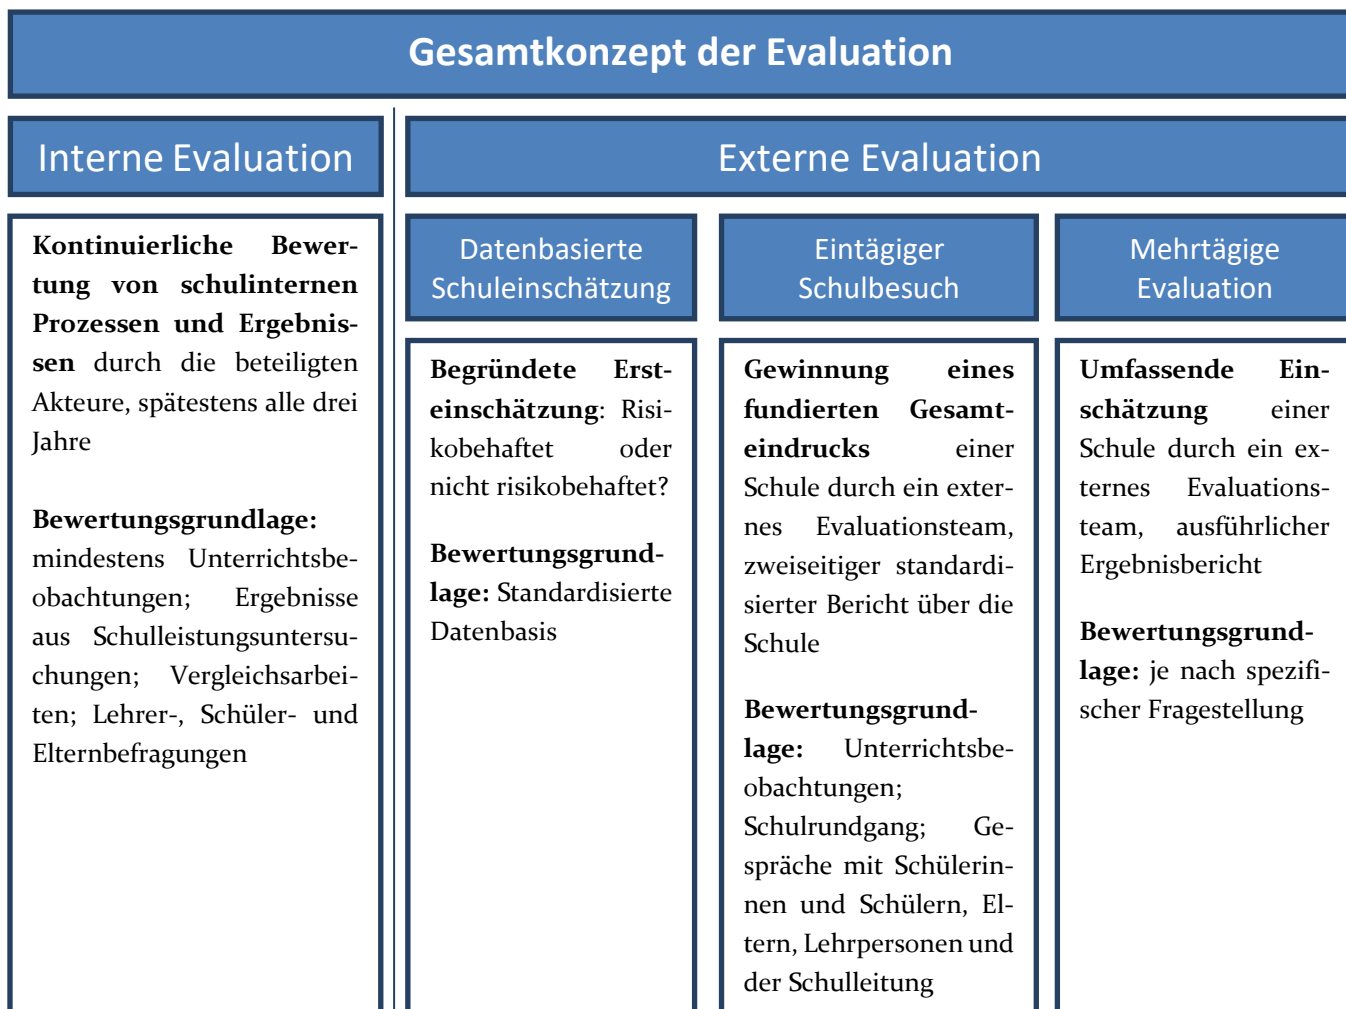 Gesamtkonzept der Evaluation
Interne Evaluation
Kontinuierliche Bewer-
tung von schulinternen
Prozessen und Ergebnis-
sen durch die beteiligten
Akteure, spätestens alle drei
Jahre
Bewertungsgrundlage:
mindestens Unterrichtsbe-
obachtungen; Ergebnisse
aus Schulleistungsuntersu-
chungen; Vergleichsarbei-
ten; Lehrer-, Schüler- und
Elternbefragungen
Externe Evaluation
Datenbasierte
Schuleinschätzung
Begründete Erst-
einschätzung: Risi-
kobehaftet oder
nicht risikobehaftet?
Bewertungsgrund-
lage: Standardisierte
Datenbasis
Eintägiger
Schulbesuch
Gewinnung eines
fundierten Gesamt-
eindrucks einer
Schule durch ein exter-
nes Evaluationsteam,
zweiseitiger standardi-
sierter Bericht über die
Schule
Bewertungsgrund-
lage: Unterrichtsbe-
obachtungen;
Schulrundgang; Ge-
spräche mit Schülerin-
nen und Schülern, El-
tern, Lehrpersonen und
der Schulleitung
Mehrtägige
Evaluation
Umfassende Ein-
schätzung einer
Schule durch ein ex-
ternes Evaluations-
team, ausführlicher
Ergebnisbericht
Bewertungsgrund-
lage: je nach spezifi-
scher Fragestellung